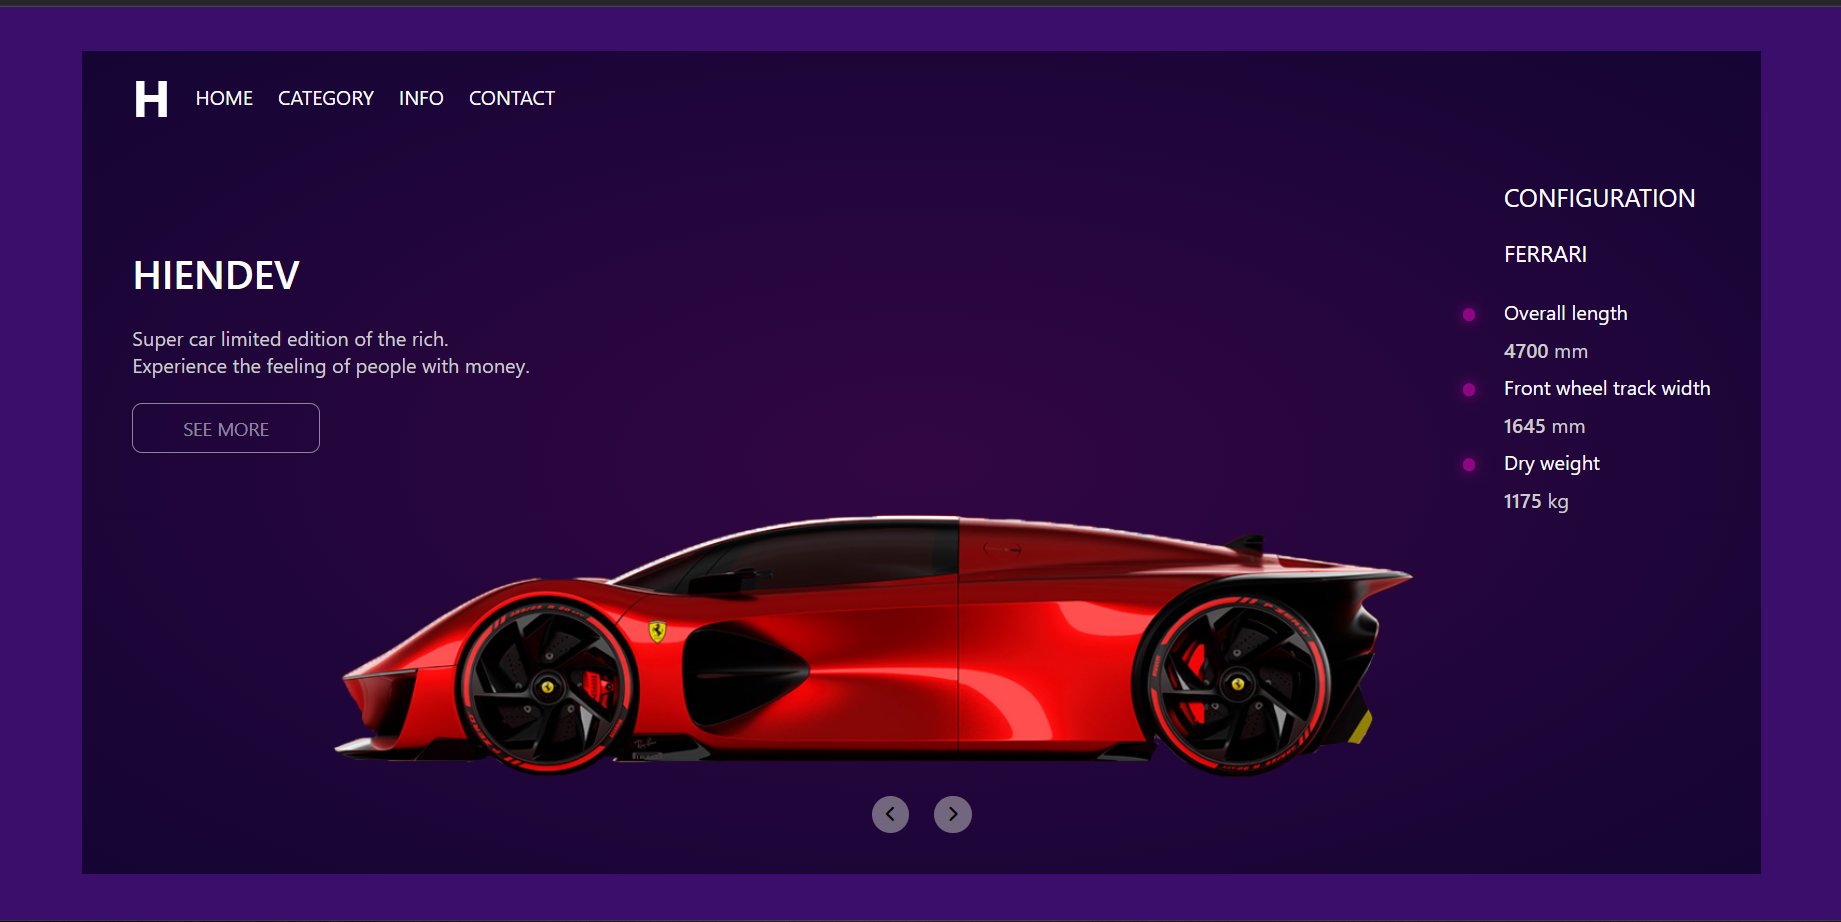 H
HOME CATEGORY INFO CONTACT
HIENDEV
Super car limited edition of the rich.
Experience the feeling of people with money.
SEE MORE
CONFIGURATION
FERRARI
Overall length
4700 mm
Front wheel track width
1645 mm
Dry weight
1175 kg